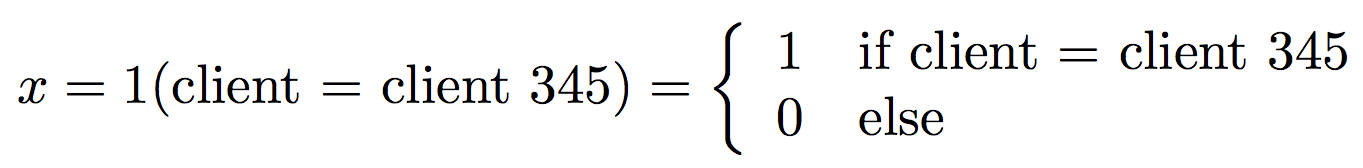 x = 1(client = client 345) = { 1 if client = client 345
0 else